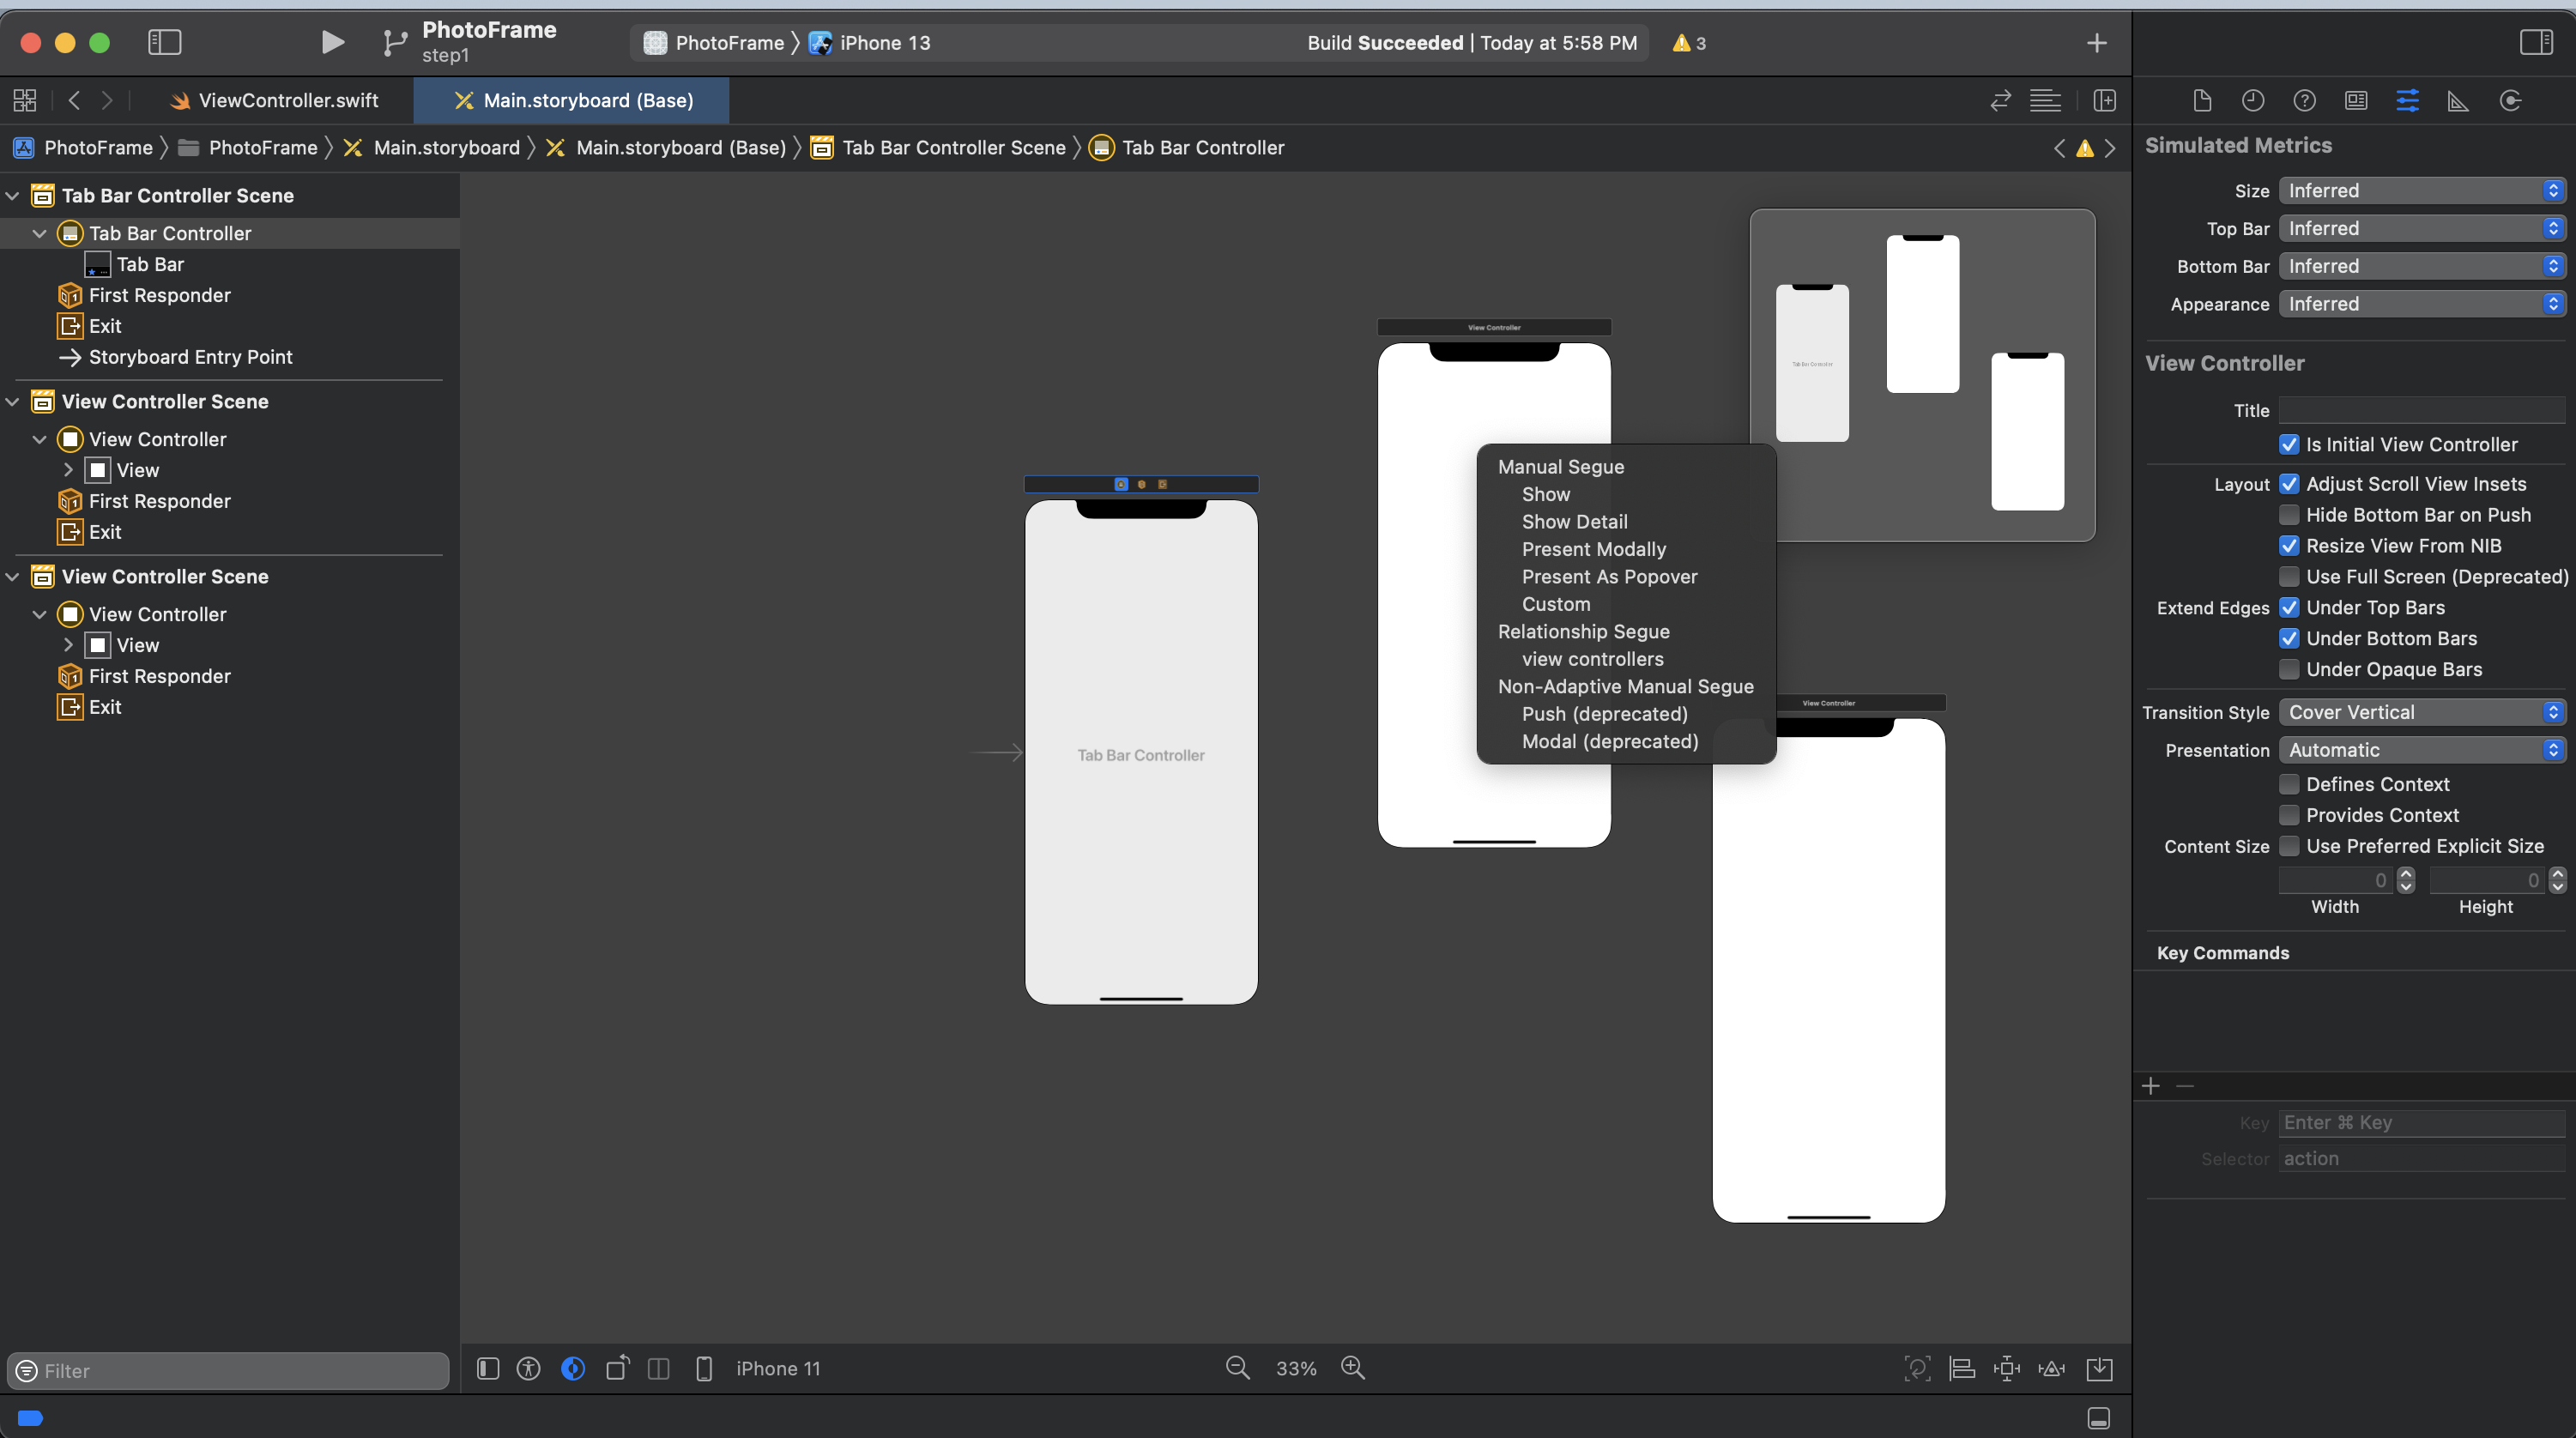 PhotoFrame
step1
PhotoFrame
iPhone 13
Build Succeeded | Today at 5:58 PM
3
ViewController.swift
Main.storyboard (Base)
PhotoFrame
PhotoFrame
Main.storyboard
Main.storyboard (Base)
Tab Bar Controller Scene
Tab Bar Controller
Tab Bar Controller Scene
Tab Bar Controller
Tab Bar
First Responder
Exit
Storyboard Entry Point
View Controller Scene
View Controller
View
First Responder
Exit
View Controller Scene
View Controller
View
First Responder
Exit
Filter
Tab Bar Controller
View Controller
Tab Bar Controller
View Controller
Manual Segue
Show
Show Detail
Present Modally
Present As Popover
Custom
Relationship Segue
view controllers
Non-Adaptive Manual Segue
Push (deprecated)
Modal (deprecated)
iPhone 11
33%
Simulated Metrics
Size Inferred
Top Bar Inferred
Bottom Bar Inferred
Appearance Inferred
View Controller
Title
Is Initial View Controller
Layout Adjust Scroll View Insets
Hide Bottom Bar on Push
Resize View From NIB
Use Full Screen (Deprecated)
Extend Edges Under Top Bars
Under Bottom Bars
Under Opaque Bars
Transition Style Cover Vertical
Presentation Automatic
Defines Context
Provides Context
Content Size Use Preferred Explicit Size
0 0
Width Height
Key Commands
Key Enter ⌘ Key
Selector action